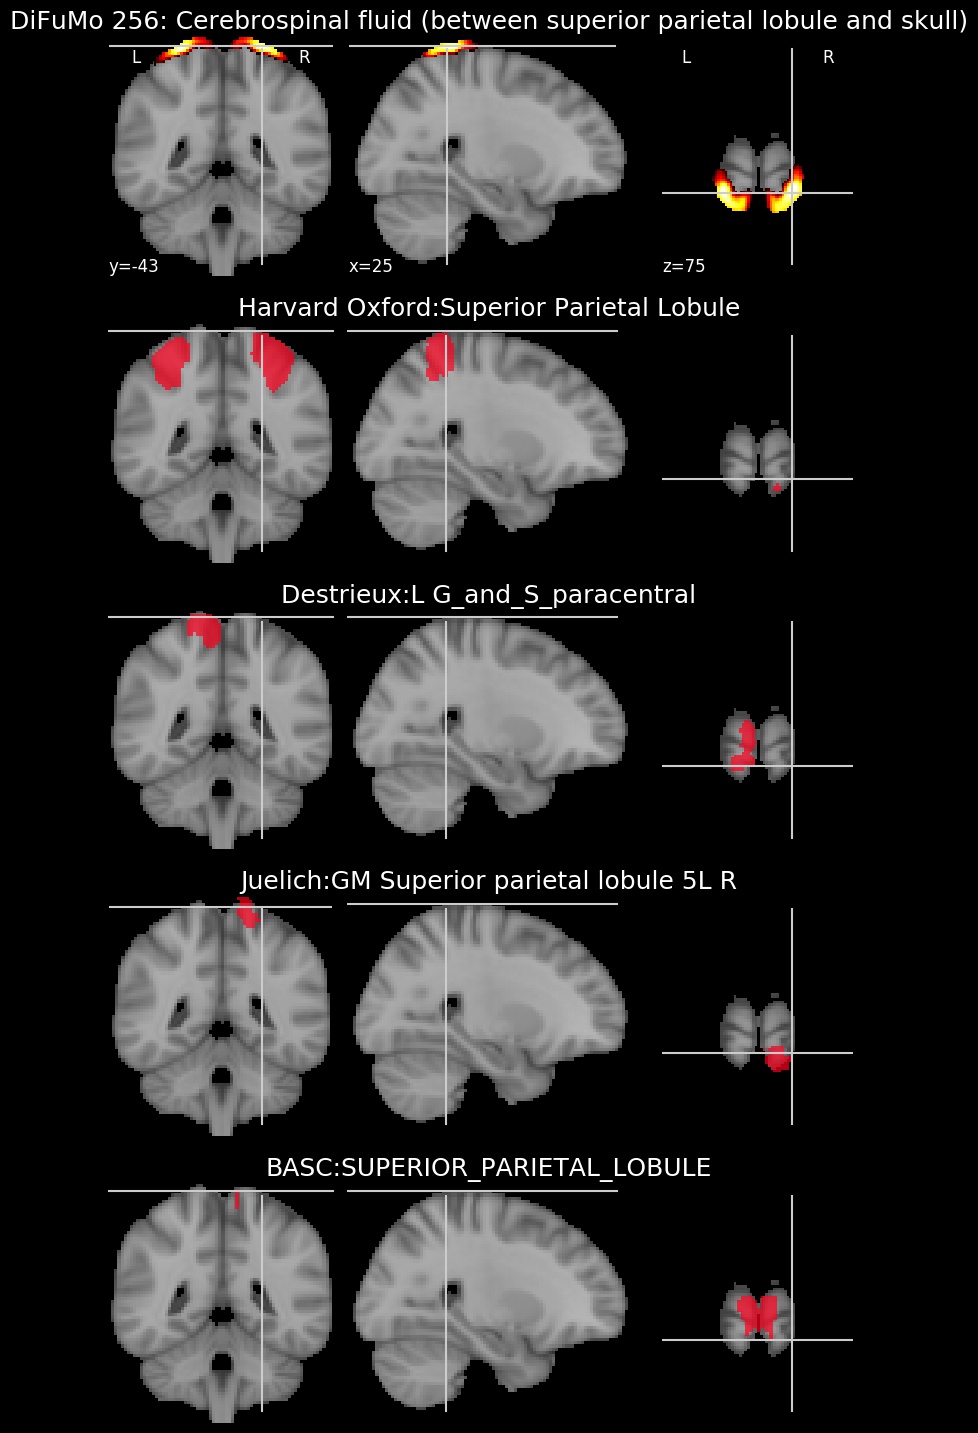 DiFuMo 256: Cerebrospinal fluid (between superior parietal lobule and skull)
L R L R
y=-43 x=25 z=75
Harvard Oxford:Superior Parietal Lobule
Destrieux:L G_and_S_paracentral
Juelich:GM Superior parietal lobule 5L R
BASC:SUPERIOR_PARIETAL_LOBULE